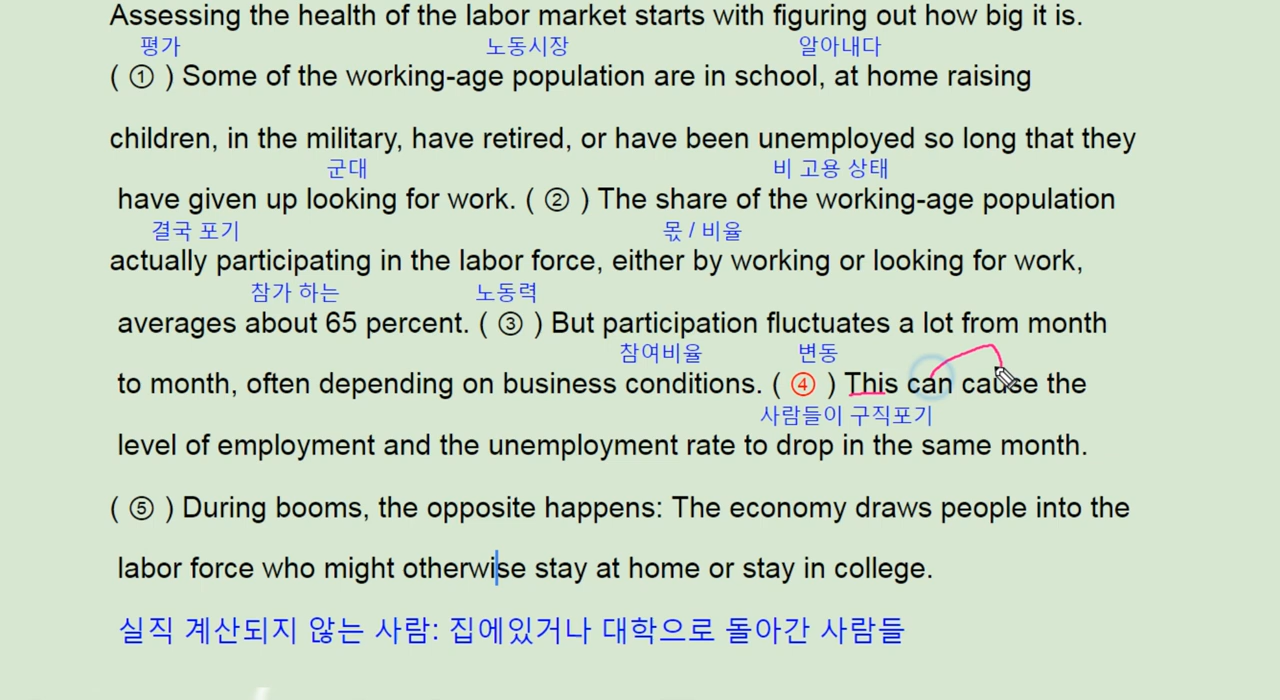 Assessing the health of the labor market starts with figuring out how big it is.
평가 노동시장 알아내다
( ① ) Some of the working-age population are in school, at home raising
children, in the military, have retired, or have been unemployed so long that they
군대 비 고용 상태
have given up looking for work. ( ② ) The share of the working-age population
결국 포기 몫 / 비율
actually participating in the labor force, either by working or looking for work,
참가 하는 노동력
averages about 65 percent. ( ③ ) But participation fluctuates a lot from month
참여비율 변동
to month, often depending on business conditions. ( ④ ) This can cause the
사람들이 구직포기
level of employment and the unemployment rate to drop in the same month.
( ⑤ ) During booms, the opposite happens: The economy draws people into the
labor force who might otherwise stay at home or stay in college.
실직 계산되지 않는 사람: 집에있거나 대학으로 돌아간 사람들